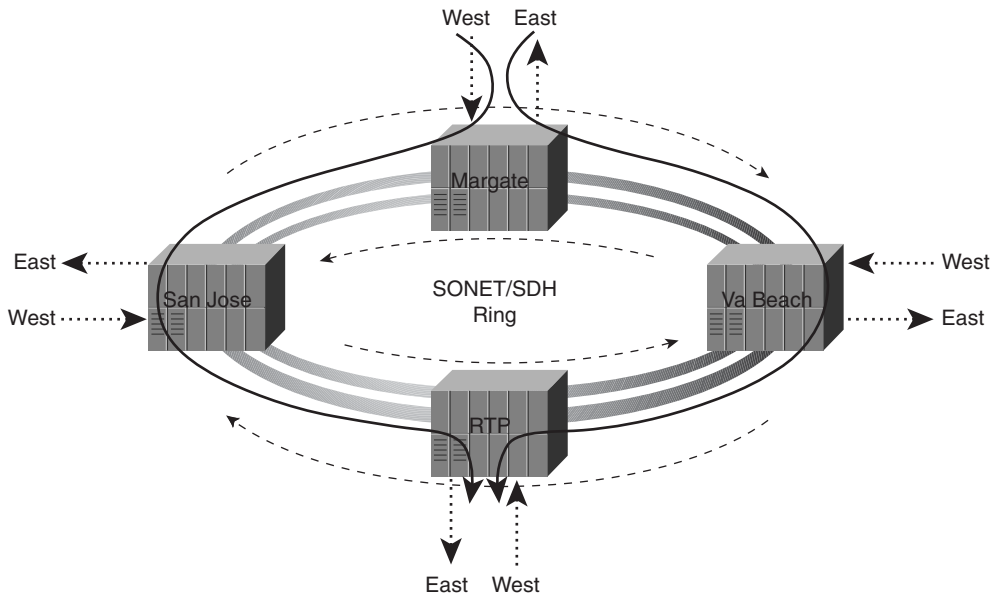 West East
Margate
East
San Jose
West
SONET/SDH
Ring
West
Va Beach
East
RTP
East West